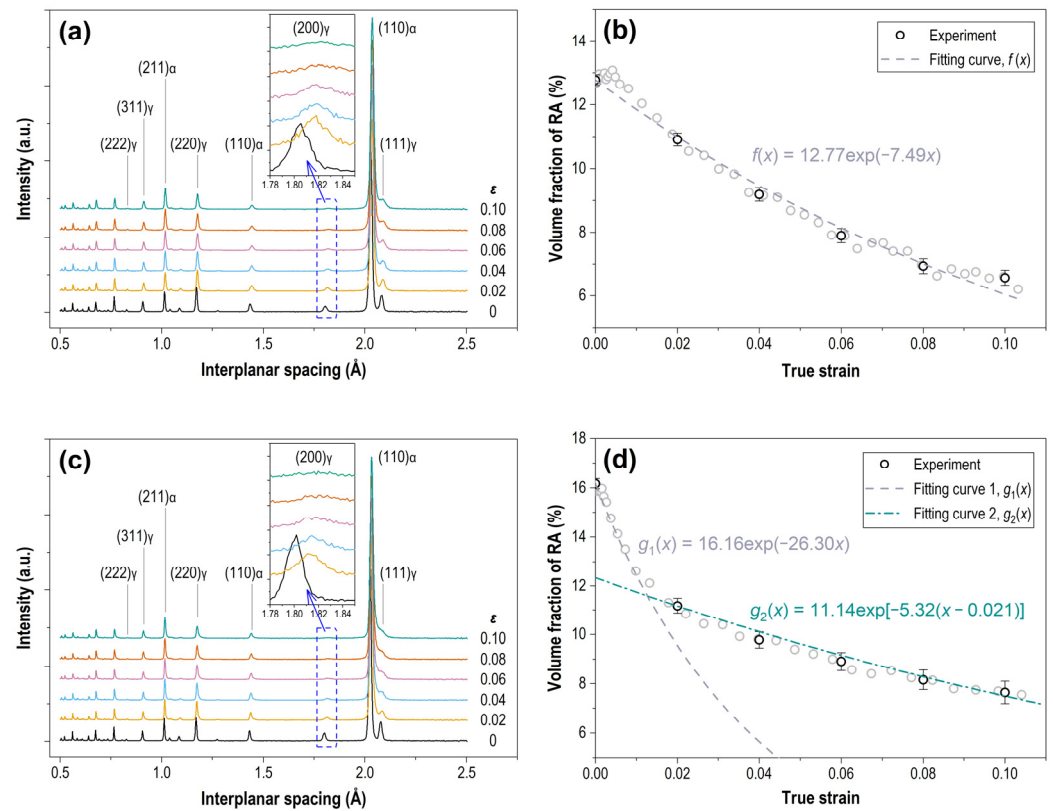 (a)
(200)γ
(110)α
(211)α
(311)γ
(222)γ
(220)γ
(110)α
(111)γ
1.78 1.80 1.82 1.84
ε
0.10
0.08
0.06
0.04
0.02
0
Intensity (a.u.)
0.5 1.0 1.5 2.0 2.5
Interplanar spacing (Å)
(b)
Experiment
Fitting curve, f (x)
f(x) = 12.77exp(−7.49x)
Volume fraction of RA (%)
14
12
10
8
6
0.00 0.02 0.04 0.06 0.08 0.10
True strain
(c)
(200)γ
(110)α
(211)α
(311)γ
(222)γ
(220)γ
(110)α
(111)γ
1.78 1.80 1.82 1.84
ε
0.10
0.08
0.06
0.04
0.02
0
Intensity (a.u.)
0.5 1.0 1.5 2.0 2.5
Interplanar spacing (Å)
(d)
Experiment
Fitting curve 1, g₁(x)
Fitting curve 2, g₂(x)
g₁(x) = 16.16exp(−26.30x)
g₂(x) = 11.14exp[−5.32(x − 0.021)]
Volume fraction of RA (%)
18
16
14
12
10
8
6
0.00 0.02 0.04 0.06 0.08 0.10
True strain